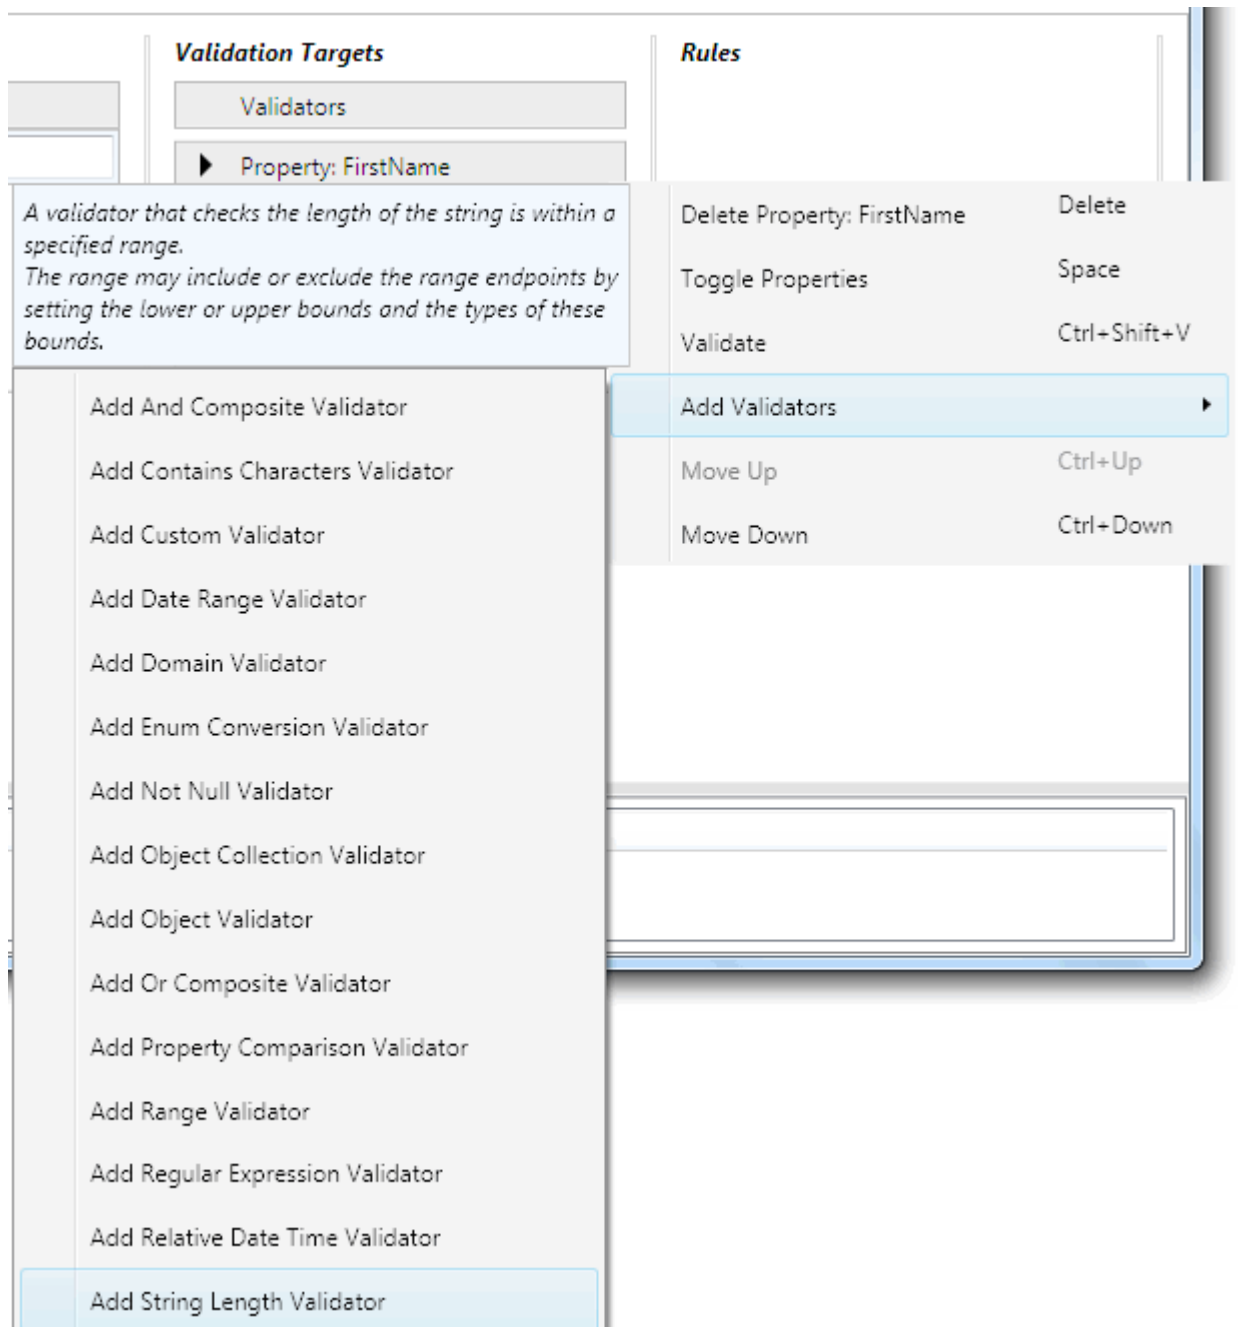 Validation Targets
Rules
Validators
Property: FirstName
A validator that checks the length of the string is within a
specified range.
The range may include or exclude the range endpoints by
setting the lower or upper bounds and the types of these
bounds.
Delete Property: FirstName Delete
Toggle Properties Space
Validate Ctrl+Shift+V
Add Validators
Move Up Ctrl+Up
Move Down Ctrl+Down
Add And Composite Validator
Add Contains Characters Validator
Add Custom Validator
Add Date Range Validator
Add Domain Validator
Add Enum Conversion Validator
Add Not Null Validator
Add Object Collection Validator
Add Object Validator
Add Or Composite Validator
Add Property Comparison Validator
Add Range Validator
Add Regular Expression Validator
Add Relative Date Time Validator
Add String Length Validator